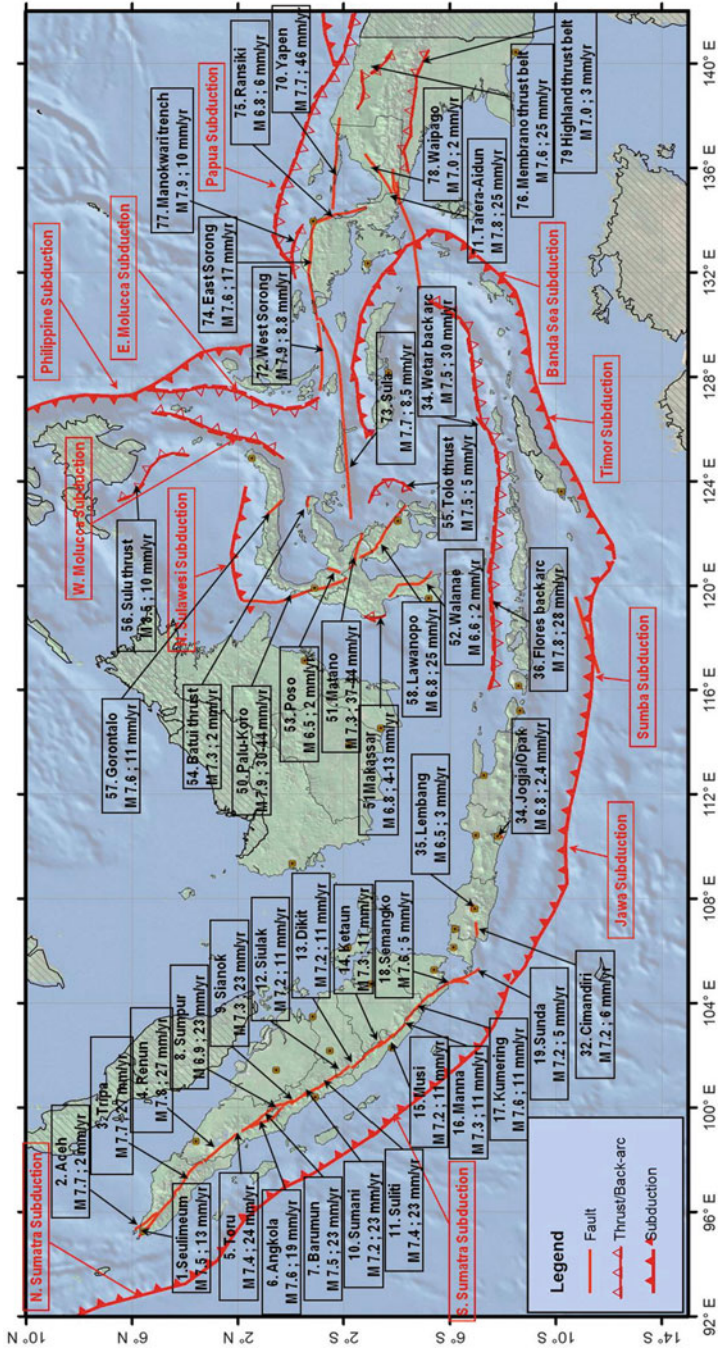 N. Sumatra Subduction
2. Aceh
M 7.7 ; 2 mm/yr
3. Tripa
M 7.7 ; 27 mm/yr
4. Renun
M 7.8 ; 27 mm/yr
8. Sumpur
M 6.9 ; 23 mm/yr
9. Sianok
M 7.3 ; 23 mm/yr
12. Siulak
M 7.2 ; 11 mm/yr
13. Dikit
M 7.2 ; 11 mm/yr
14. Ketaun
M 7.3 ; 11 mm/yr
18. Semangko
M 7.6 ; 5 mm/yr
1. Seulimeum
M 7.5 ; 13 mm/yr
5. Toru
M 7.4 ; 24 mm/yr
6. Angkola
M 7.6 ; 19 mm/yr
7. Barumun
M 7.5 ; 23 mm/yr
10. Sumani
M 7.2 ; 23 mm/yr
11. Suliti
M 7.4 ; 23 mm/yr
S. Sumatra Subduction
15. Musi
M 7.2 ; 11 mm/yr
16. Manna
M 7.3 ; 11 mm/yr
17. Kumering
M 7.6 ; 11 mm/yr
19. Sunda
M 7.2 ; 5 mm/yr
32. Cimandiri
M 7.2 ; 6 mm/yr
35. Lembang
M 6.5 ; 3 mm/yr
34. Jogja/Opak
M 6.8 ; 2.4 mm/yr
Jawa Subduction
57. Gorontalo
M 7.6 ; 11 mm/yr
54. Batui thrust
M 7.3 ; 2 mm/yr
50. Palu-Koro
M 7.9 ; 30-44 mm/yr
53. Poso
M 6.5 ; 2 mm/yr
51. Matano
M 7.3 ; 37-44 mm/yr
51 Makassar
M 6.8 ; 4-13 mm/yr
58. Lawanopo
M 6.8 ; 25 mm/yr
52. Walanae
M 6.6 ; 2 mm/yr
36. Flores back arc
M 7.8 ; 28 mm/yr
Sumba Subduction
56. Sulu thrust
M 8.5 ; 10 mm/yr
N. Sulawesi Subduction
W. Molucca Subduction
55. Tolo thrust
M 7.5 ; 5 mm/yr
Philippine Subduction
E. Molucca Subduction
73. Sula
M 7.7 ; 8.5 mm/yr
34. Wetar back arc
M 7.5 ; 30 mm/yr
Timor Subduction
Banda Sea Subduction
72. West Sorong
M 7.9 ; 8.8 mm/yr
74. East Sorong
M 7.6 ; 17 mm/yr
77. Manokwari trench
M 7.9 ; 10 mm/yr
Papua Subduction
75. Ransiki
M 6.8 ; 6 mm/yr
70. Yapen
M 7.7 ; 46 mm/yr
71. Tarera-Aidun
M 7.8 ; 25 mm/yr
78. Waipago
M 7.0 ; 2 mm/yr
76. Membrano thrust belt
M 7.6 ; 25 mm/yr
79 Highland thrust belt
M 7.0 ; 3 mm/yr
10° N
6° N
2° N
2° S
6° S
10° S
Legend
Fault
Thrust/Back-arc
Subduction
92° E
96° E
100° E
104° E
108° E
112° E
116° E
120° E
124° E
128° E
132° E
136° E
140° E